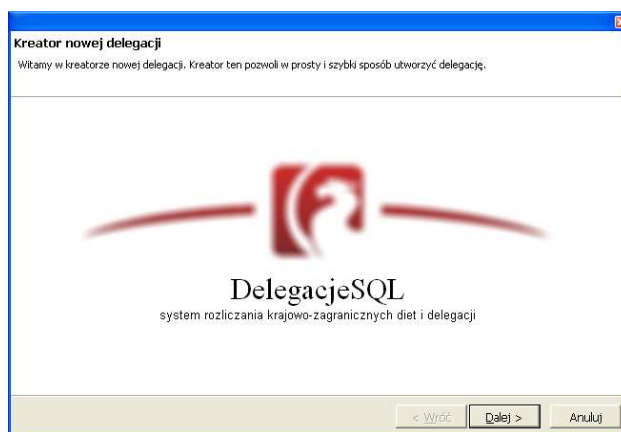 Kreator nowej delegacji
Witamy w kreatorze nowej delegacji. Kreator ten pozwoli w prosty i szybki sposób utworzyć delegację.
DelegacjeSQL
system rozliczania krajowo-zagranicznych diet i delegacji
< Wróć Dalej > Anuluj